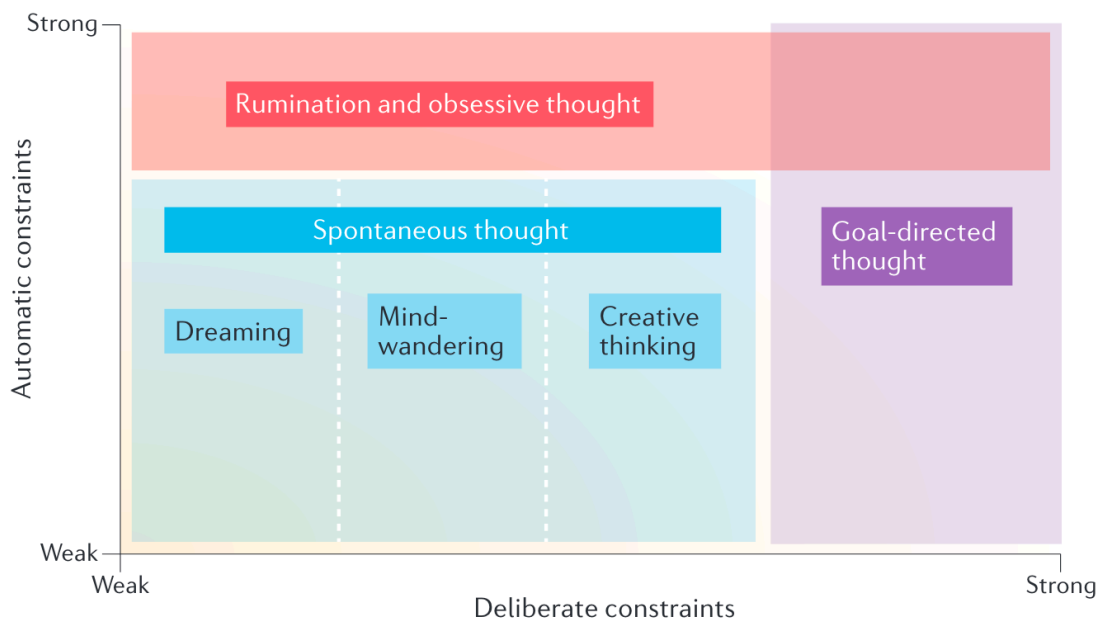 Strong
Rumination and obsessive thought
Automatic constraints
Spontaneous thought
Goal-directed
thought
Dreaming
Mind-
wandering
Creative
thinking
Weak
Weak
Strong
Deliberate constraints